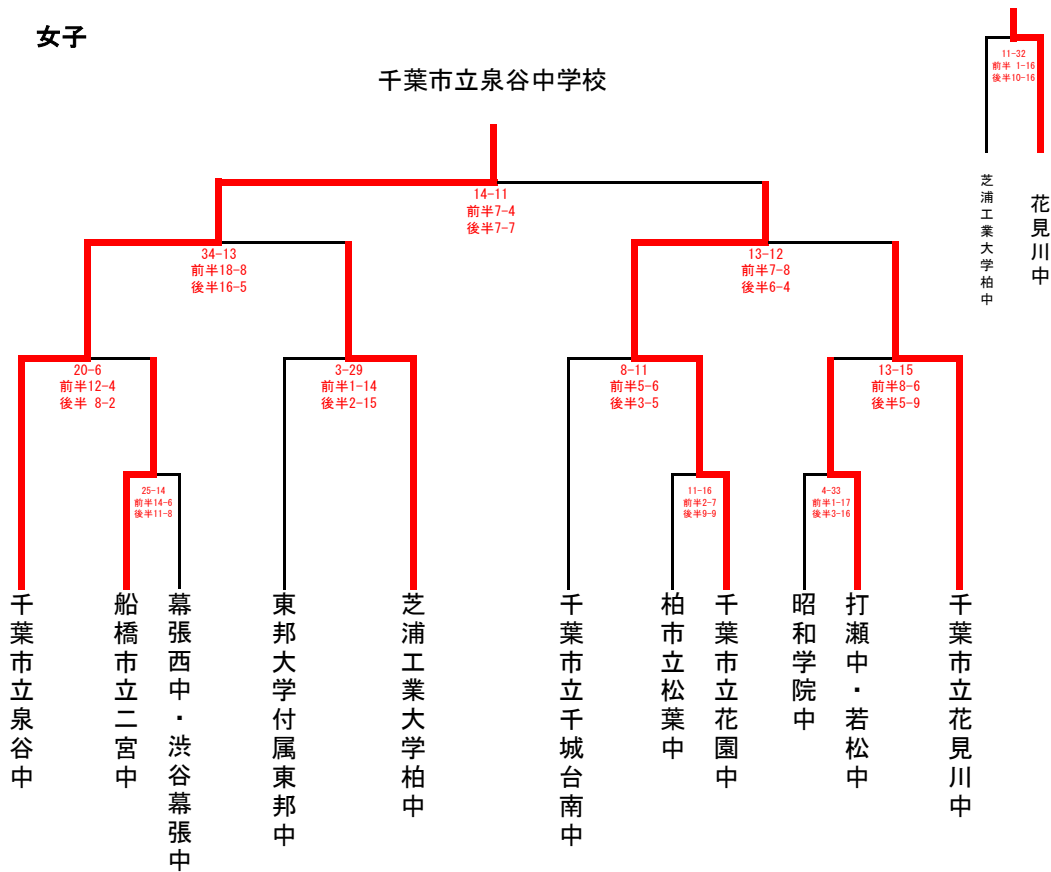 女子
千葉市立泉谷中学校
11-32
前半 1-16
後半10-16
芝浦工業大学柏中
花見川中
14-11
前半7-4
後半7-7
34-13
前半18-8
後半16-5
13-12
前半7-8
後半6-4
20-6
前半12-4
後半 8-2
3-29
前半1-14
後半2-15
8-11
前半5-6
後半3-5
13-15
前半8-6
後半5-9
25-14
前半14-6
後半11-8
11-16
前半2-7
後半9-9
4-33
前半1-17
後半3-16
千葉市立泉谷中
船橋市立二宮中
幕張西中・渋谷幕張中
東邦大学付属東邦中
芝浦工業大学柏中
千葉市立千城台南中
柏市立松葉中
千葉市立花園中
昭和学院中
打瀬中・若松中
千葉市立花見川中